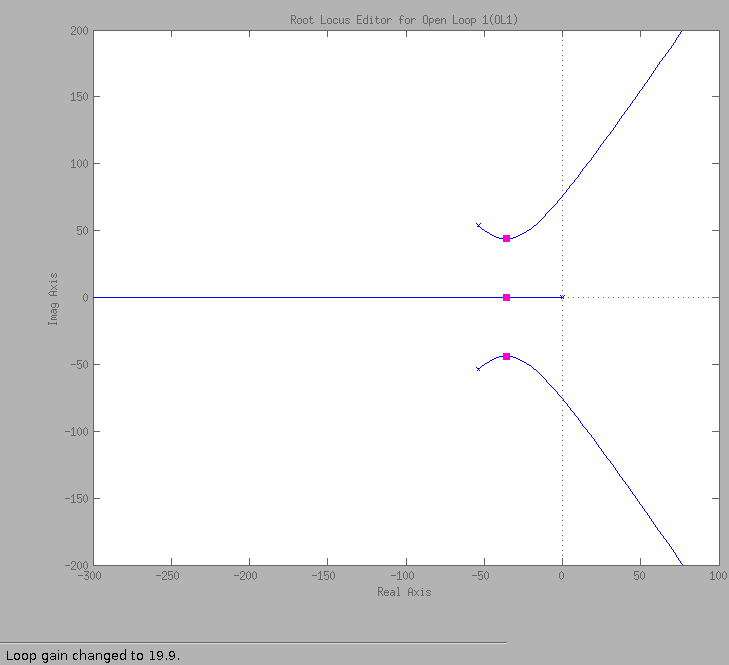 Root Locus Editor for Open Loop 1(OL1)
200
150
100
50
0
-50
-100
-150
-200
Imag Axis
-300 -250 -200 -150 -100 -50 0 50 100
Real Axis
Loop gain changed to 19.9.